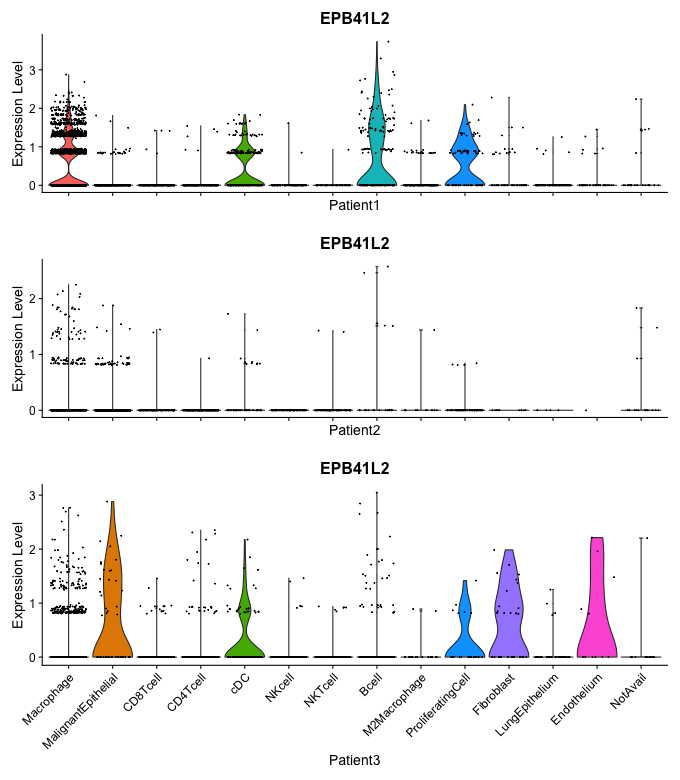 EPB41L2
Expression Level
3
2
1
0
Patient1
EPB41L2
Expression Level
2
1
0
Patient2
EPB41L2
Expression Level
3
2
1
0
Macrophage
MalignantEpithelial
CD8Tcell
CD4Tcell
cDC
NKcell
NKTcell
Bcell
M2Macrophage
ProliferatingCell
Fibroblast
LungEpithelium
Endothelium
NotAvail
Patient3